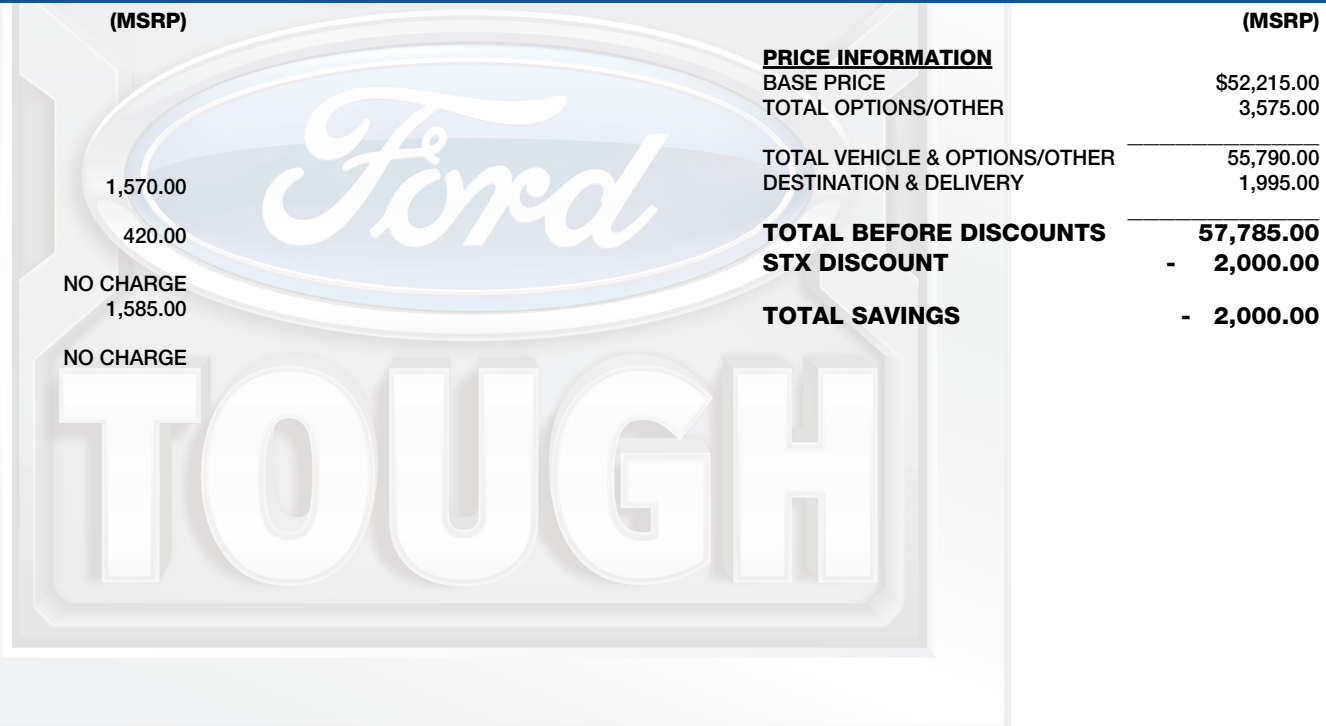 (MSRP)
1,570.00
420.00
NO CHARGE
1,585.00
NO CHARGE
Ford
TOUGH
(MSRP)
PRICE INFORMATION
BASE PRICE $52,215.00
TOTAL OPTIONS/OTHER 3,575.00
TOTAL VEHICLE & OPTIONS/OTHER 55,790.00
DESTINATION & DELIVERY 1,995.00
TOTAL BEFORE DISCOUNTS 57,785.00
STX DISCOUNT - 2,000.00
TOTAL SAVINGS - 2,000.00